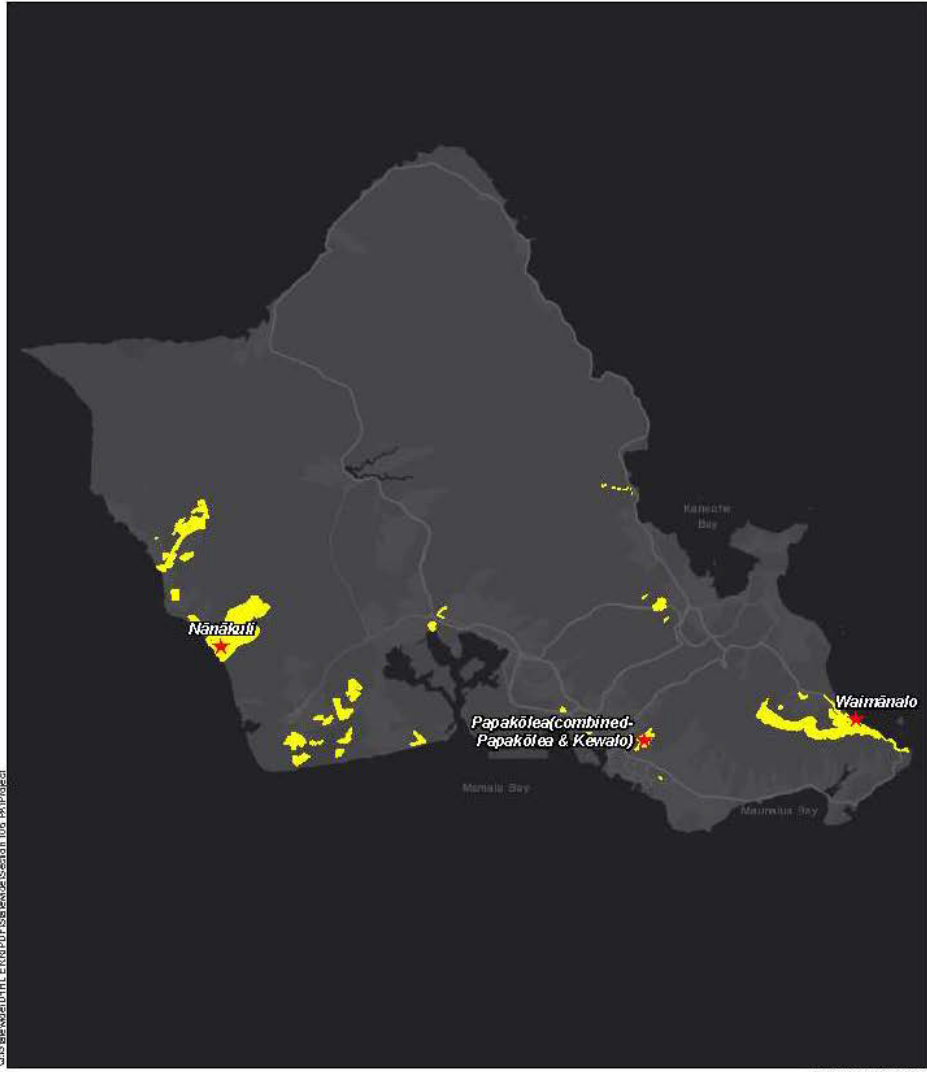 Kaneohe
Bay
Nānākuli
Waimānalo
Papakōlea(combined-
Papakōlea & Kewalo)
Mamala Bay
Maunalua Bay